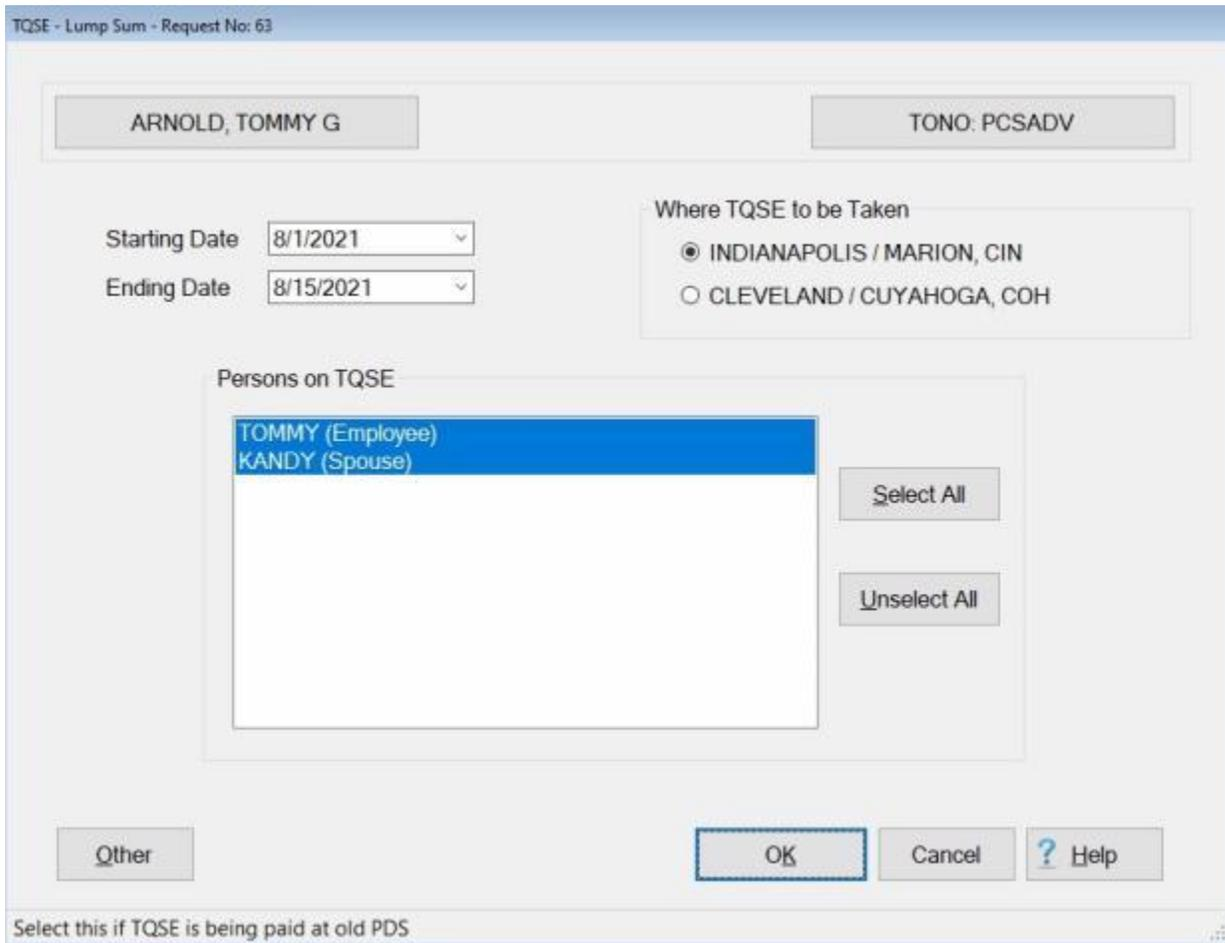 TQSE - Lump Sum - Request No: 63
ARNOLD, TOMMY G
TONO: PCSADV
Where TQSE to be Taken
Starting Date 8/1/2021
INDIANAPOLIS / MARION, CIN
Ending Date 8/15/2021
CLEVELAND / CUYAHOGA, COH
Persons on TQSE
TOMMY (Employee)
KANDY (Spouse)
Select All
Unselect All
Other
OK
Cancel
? Help
Select this if TQSE is being paid at old PDS